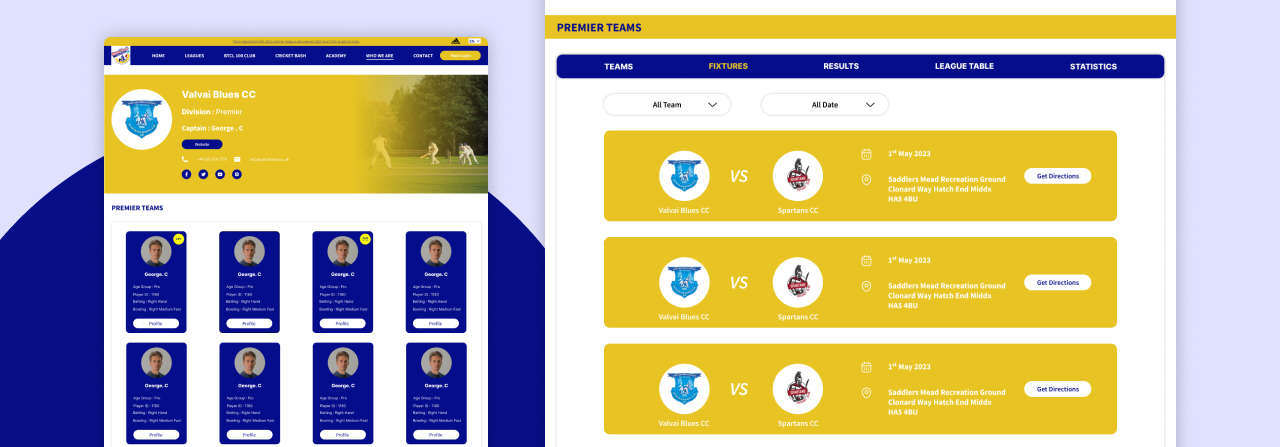 EN
HOME LEAGUES BTCL 100 CLUB CRICKET BASH ACADEMY WHO WE ARE CONTACT
Valvai Blues CC
Division : Premier
Captain : George . C
Website
PREMIER TEAMS
George. C
Age Group : Pro
Player ID : 1180
Batting : Right Hand
Bowling : Right Medium Fast
Profile
George. C
Age Group : Pro
Player ID : 1180
Batting : Right Hand
Bowling : Right Medium Fast
Profile
George. C
Age Group : Pro
Player ID : 1180
Batting : Right Hand
Bowling : Right Medium Fast
Profile
George. C
Age Group : Pro
Player ID : 1180
Batting : Right Hand
Bowling : Right Medium Fast
Profile
George. C
Age Group : Pro
Player ID : 1180
Batting : Right Hand
Bowling : Right Medium Fast
Profile
George. C
Age Group : Pro
Player ID : 1180
Batting : Right Hand
Bowling : Right Medium Fast
Profile
George. C
Age Group : Pro
Player ID : 1180
Batting : Right Hand
Bowling : Right Medium Fast
Profile
George. C
Age Group : Pro
Player ID : 1180
Batting : Right Hand
Bowling : Right Medium Fast
Profile
PREMIER TEAMS
TEAMS FIXTURES RESULTS LEAGUE TABLE STATISTICS
All Team All Date
VS
Valvai Blues CC Spartans CC
1st May 2023
Saddlers Mead Recreation Ground
Clonard Way Hatch End Middx
HA5 4BU
Get Directions
VS
Valvai Blues CC Spartans CC
1st May 2023
Saddlers Mead Recreation Ground
Clonard Way Hatch End Middx
HA5 4BU
Get Directions
VS
Valvai Blues CC Spartans CC
1st May 2023
Saddlers Mead Recreation Ground
Clonard Way Hatch End Middx
HA5 4BU
Get Directions